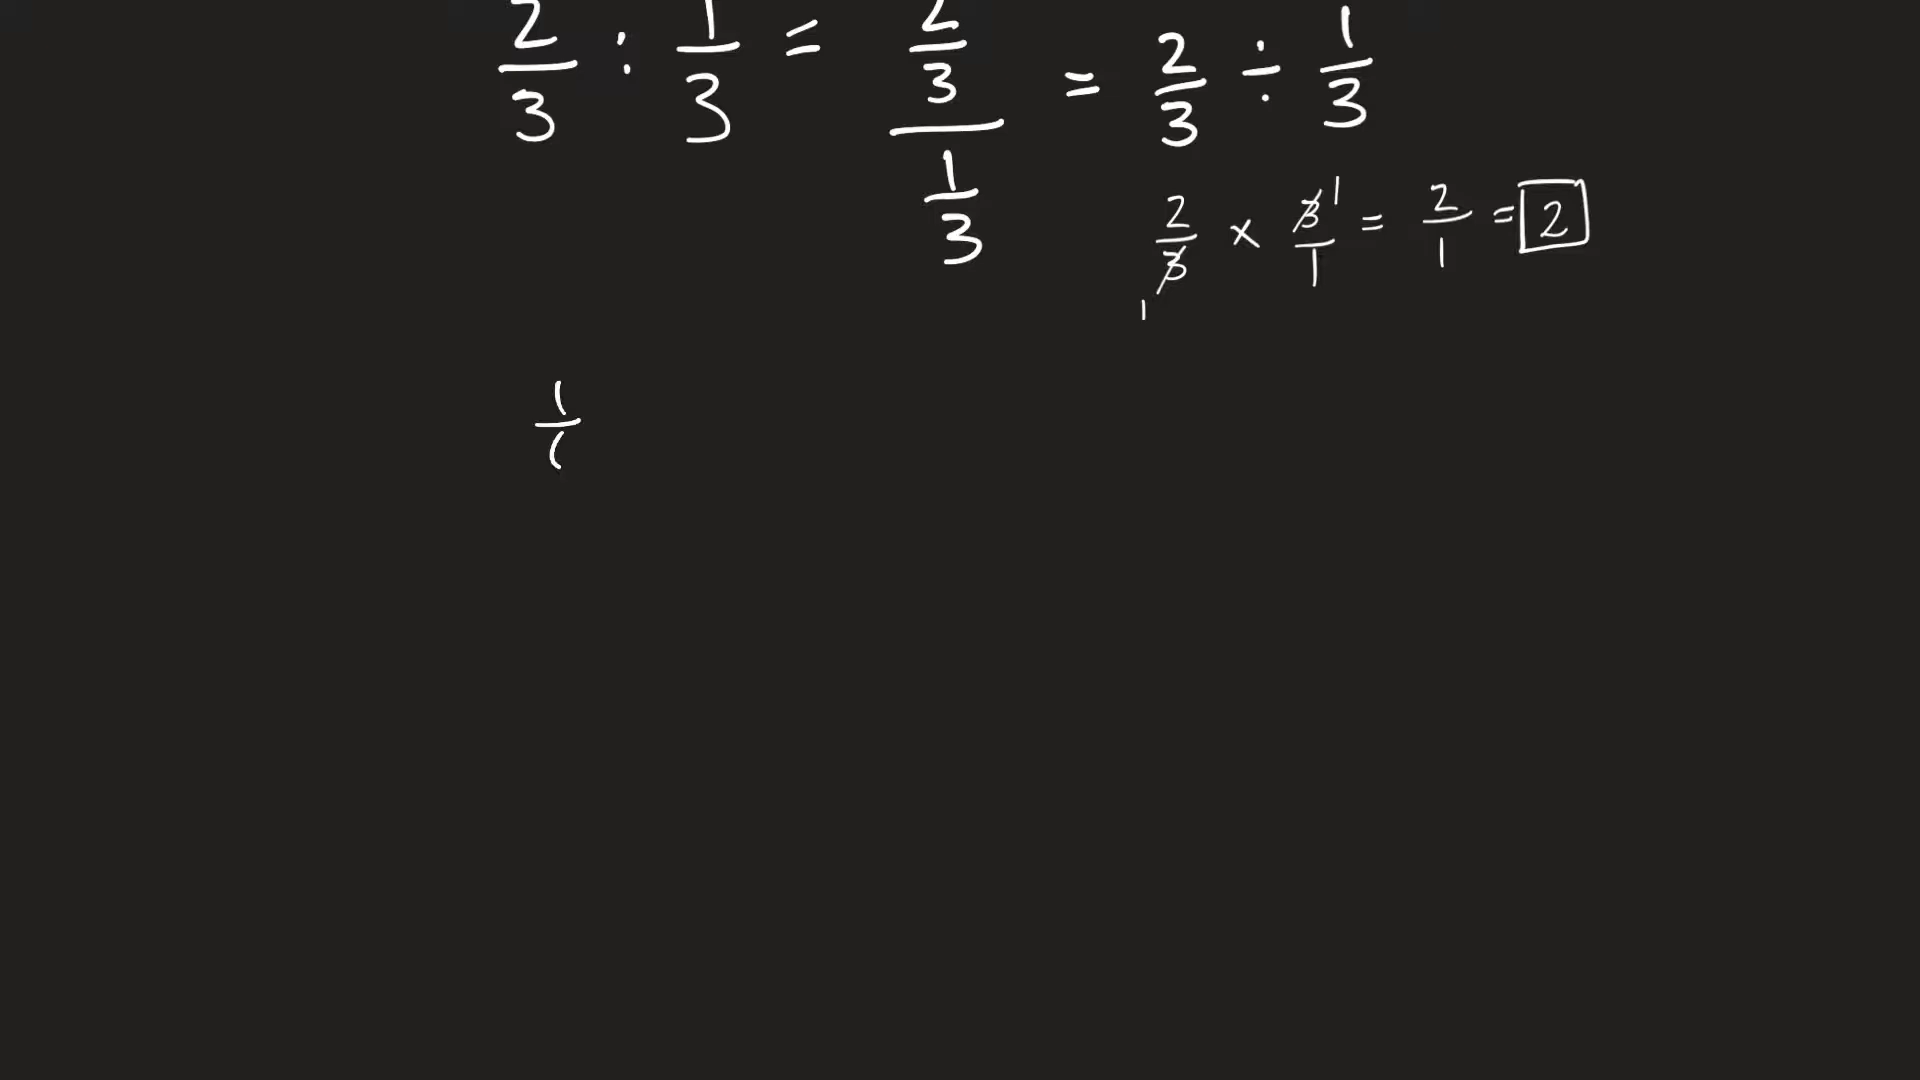 2/3 : 1/3 = (2/3)/(1/3) = 2/3 ÷ 1/3
2/3 × 3/1 = 2/1 = 2
1 1
1/(